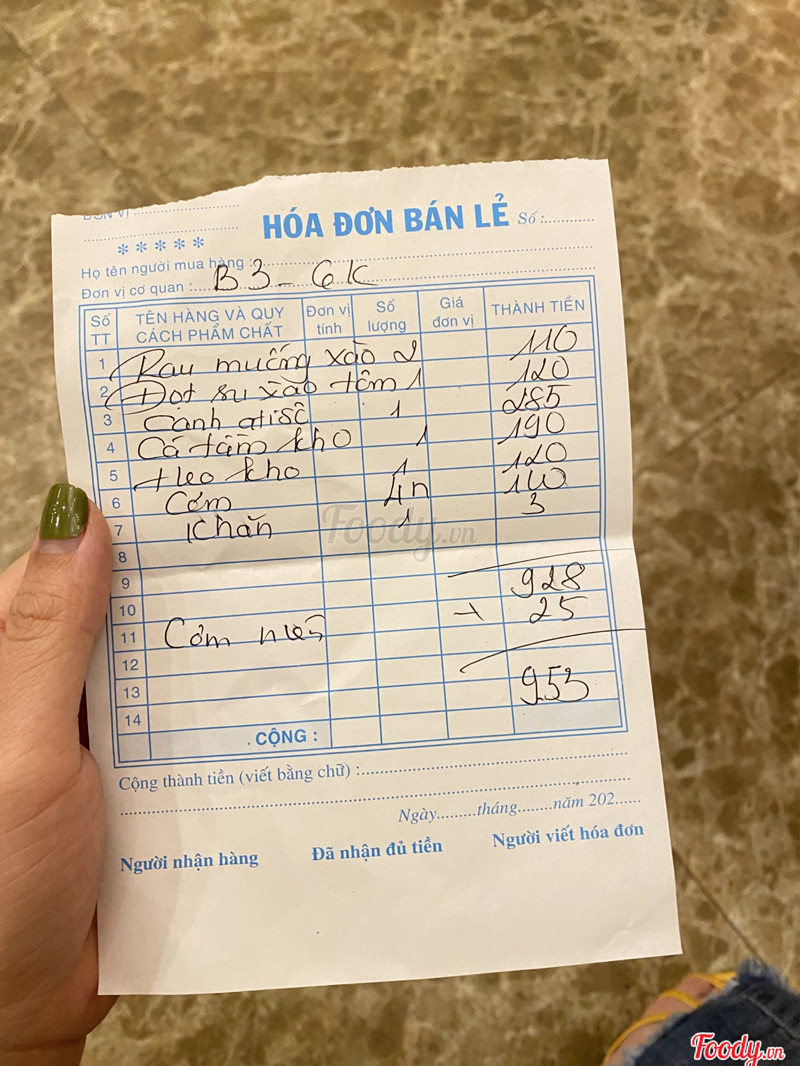 ĐƠN VỊ
HÓA ĐƠN BÁN LẺ Số :
*****
Họ tên người mua hàng :
Đơn vị cơ quan : B3 - 6K
Số TT TÊN HÀNG VÀ QUY CÁCH PHẨM CHẤT Đơn vị tính Số lượng Giá đơn vị THÀNH TIỀN
1 Rau muống xào 2 110
2 Đọt su xào tôm 1 120
3 Canh atisô 1 285
4 Cá tầm kho 1 190
5 Heo kho 1 120
6 Cơm 4n 100
7 Khăn 1 3
8
9 928
10 + 25
11 Cơm
12
13 953
14
CỘNG :
Cộng thành tiền (viết bằng chữ) :
Ngày.........tháng........năm 202......
Người nhận hàng Đã nhận đủ tiền Người viết hóa đơn
Foody.vn
Foody.vn